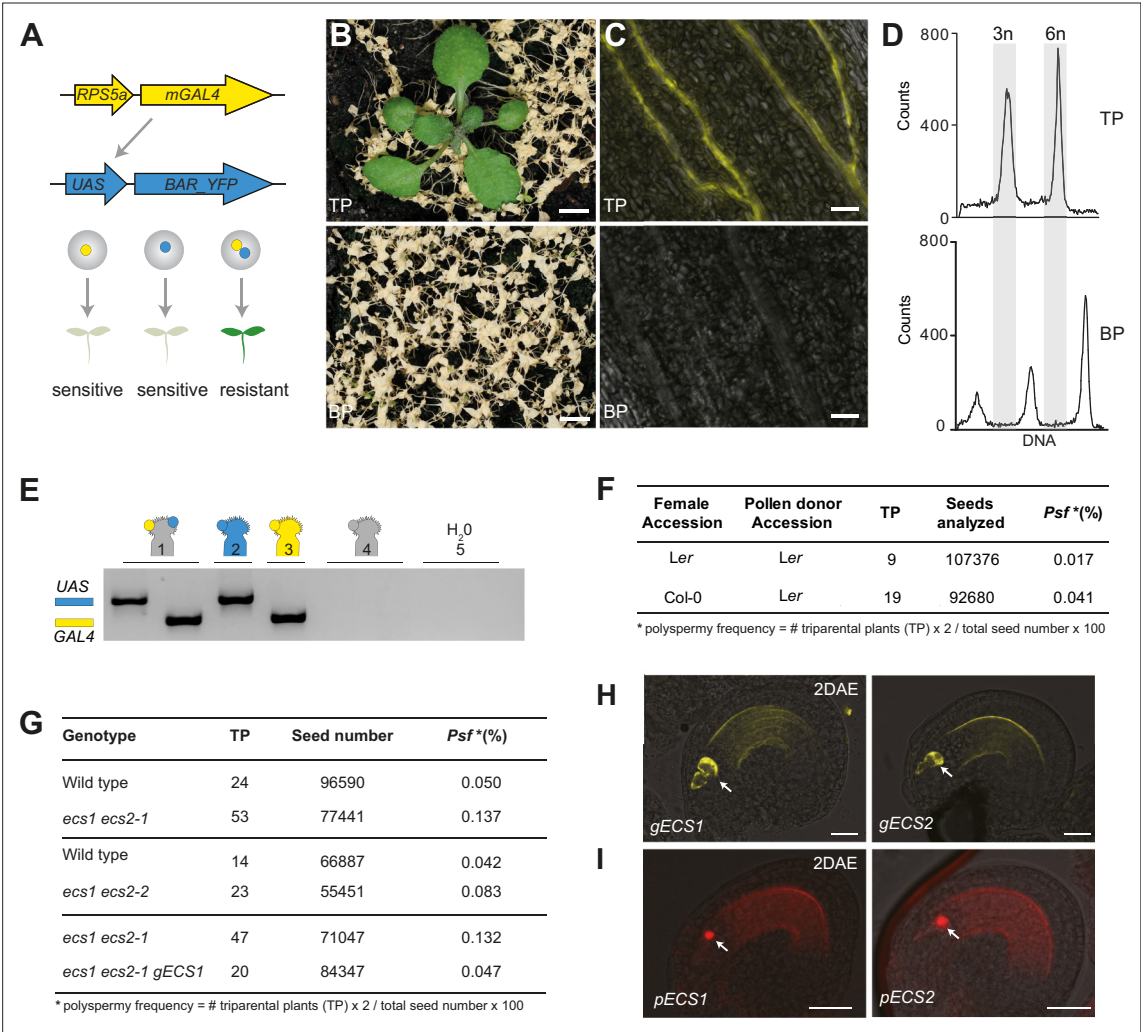 A
RPS5a
mGAL4
UAS
BAR_YFP
sensitive
sensitive
resistant
B
TP
BP
C
TP
BP
D
3n
6n
800
400
0
Counts
TP
800
400
0
Counts
BP
DNA
E
1
2
3
4
H20
5
UAS
GAL4
F
Female Accession Pollen donor Accession TP Seeds analyzed Psf *(%)
Ler Ler 9 107376 0.017
Col-0 Ler 19 92680 0.041
* polyspermy frequency = # triparental plants (TP) x 2 / total seed number x 100
G
Genotype TP Seed number Psf *(%)
Wild type 24 96590 0.050
ecs1 ecs2-1 53 77441 0.137
Wild type 14 66887 0.042
ecs1 ecs2-2 23 55451 0.083
ecs1 ecs2-1 47 71047 0.132
ecs1 ecs2-1 gECS1 20 84347 0.047
* polyspermy frequency = # triparental plants (TP) x 2 / total seed number x 100
H
2DAE
gECS1
gECS2
I
2DAE
pECS1
pECS2